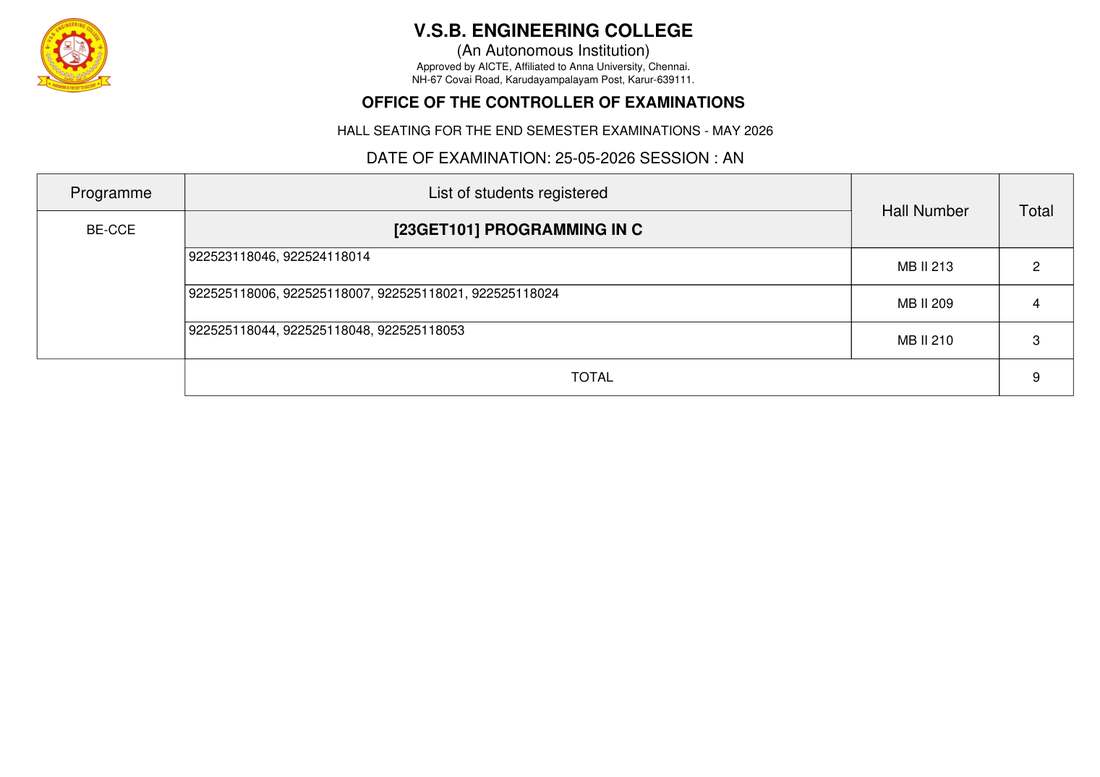 V.S.B. ENGINEERING COLLEGE
(An Autonomous Institution)
Approved by AICTE, Affiliated to Anna University, Chennai.
NH-67 Covai Road, Karudayampalayam Post, Karur-639111.
OFFICE OF THE CONTROLLER OF EXAMINATIONS
HALL SEATING FOR THE END SEMESTER EXAMINATIONS - MAY 2026
DATE OF EXAMINATION: 25-05-2026 SESSION : AN
Programme List of students registered Hall Number Total
BE-CCE [23GET101] PROGRAMMING IN C
922523118046, 922524118014 MB II 213 2
922525118006, 922525118007, 922525118021, 922525118024 MB II 209 4
922525118044, 922525118048, 922525118053 MB II 210 3
TOTAL 9